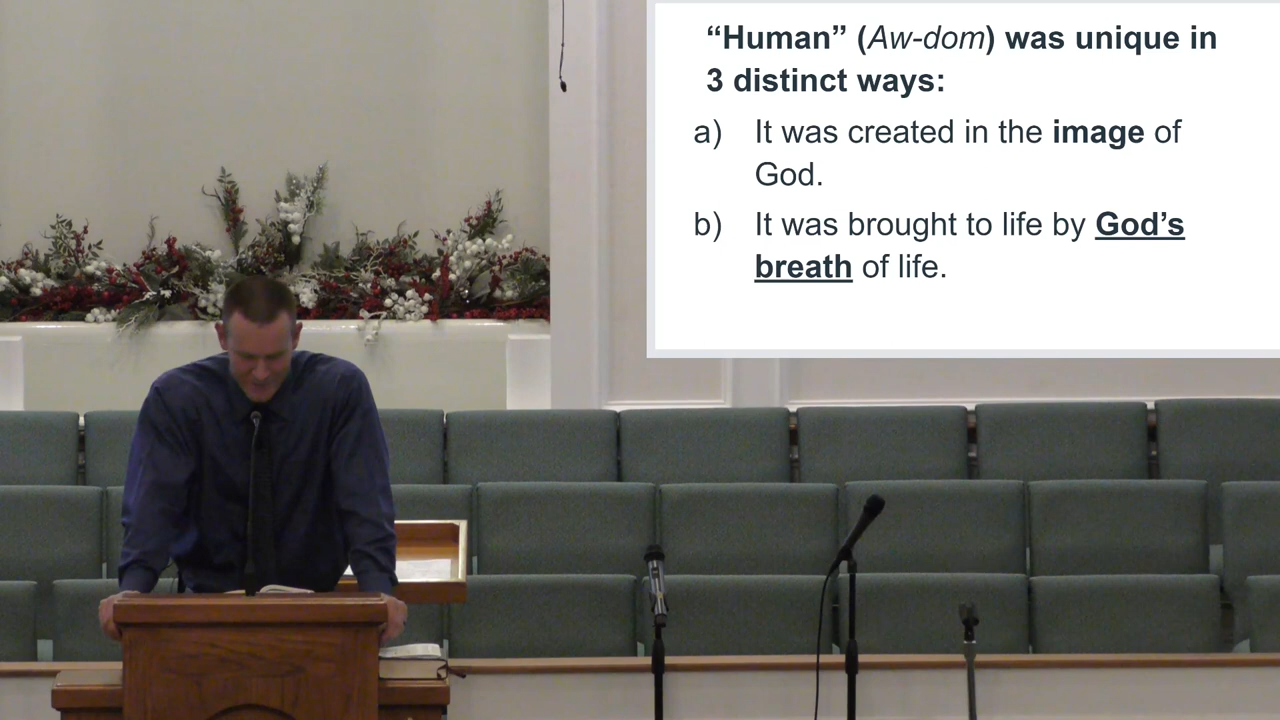 “Human” (Aw-dom) was unique in
3 distinct ways:
a) It was created in the image of
God.
b) It was brought to life by God’s
breath of life.